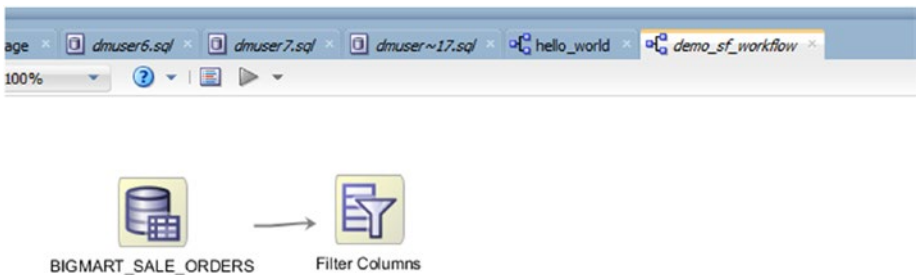 age dmuser6.sql dmuser7.sql dmuser~17.sql hello_world demo_sf_workflow
100%
BIGMART_SALE_ORDERS Filter Columns